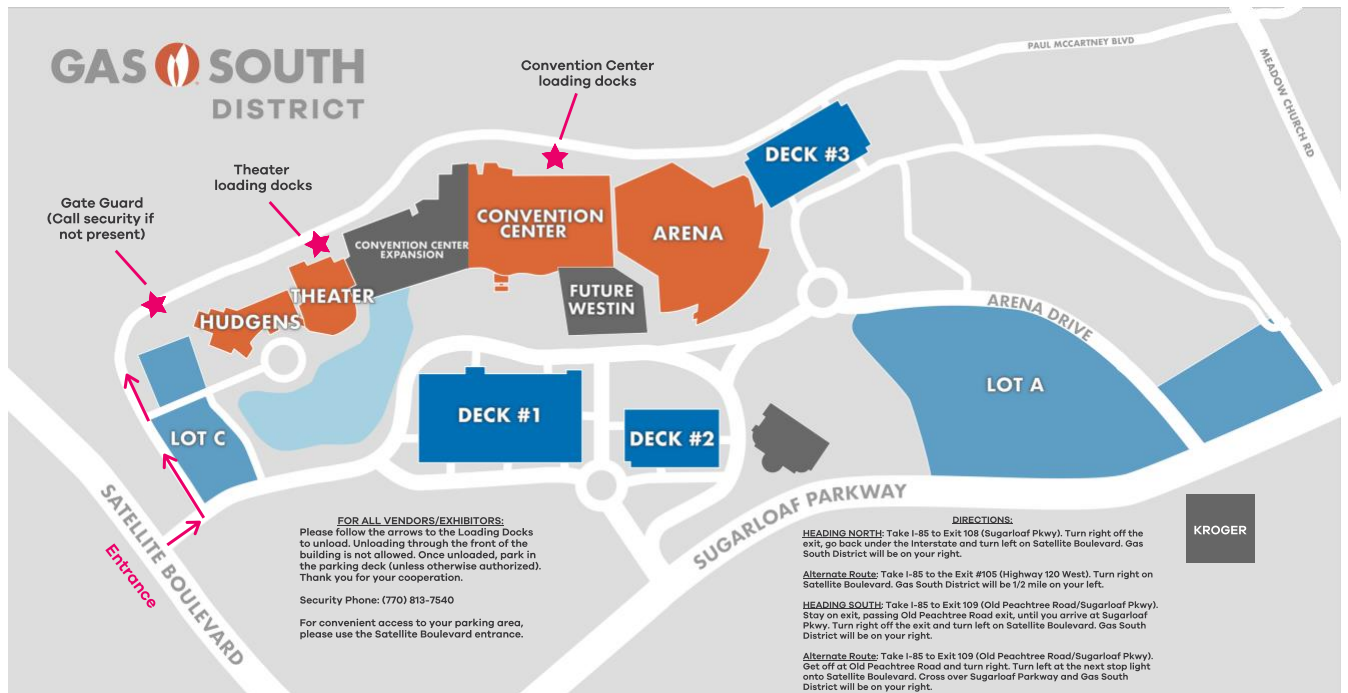 GAS SOUTH
DISTRICT
PAUL MCCARTNEY BLVD
MEADOW CHURCH RD
Convention Center
loading docks
Theater
loading docks
Gate Guard
(Call security if
not present)
DECK #3
CONVENTION
CENTER
ARENA
CONVENTION CENTER
EXPANSION
THEATER
HUDGENS
FUTURE
WESTIN
ARENA DRIVE
LOT A
DECK #1
DECK #2
LOT C
SATELLITE BOULEVARD
Entrance
SUGARLOAF PARKWAY
KROGER
FOR ALL VENDORS/EXHIBITORS:
Please follow the arrows to the Loading Docks
to unload. Unloading through the front of the
building is not allowed. Once unloaded, park in
the parking deck (unless otherwise authorized).
Thank you for your cooperation.
Security Phone: (770) 813-7540
For convenient access to your parking area,
please use the Satellite Boulevard entrance.
DIRECTIONS:
HEADING NORTH: Take I-85 to Exit 108 (Sugarloaf Pkwy). Turn right off the
exit, go back under the Interstate and turn left on Satellite Boulevard. Gas
South District will be on your right.
Alternate Route: Take I-85 to the Exit #105 (Highway 120 West). Turn right on
Satellite Boulevard. Gas South District will be 1/2 mile on your left.
HEADING SOUTH: Take I-85 to Exit 109 (Old Peachtree Road/Sugarloaf Pkwy).
Stay on exit, passing Old Peachtree Road exit, until you arrive at Sugarloaf
Pkwy. Turn right off the exit and turn left on Satellite Boulevard. Gas South
District will be on your right.
Alternate Route: Take I-85 to Exit 109 (Old Peachtree Road/Sugarloaf Pkwy).
Get off at Old Peachtree Road and turn right. Turn left at the next stop light
onto Satellite Boulevard. Cross over Sugarloaf Parkway and Gas South
District will be on your right.